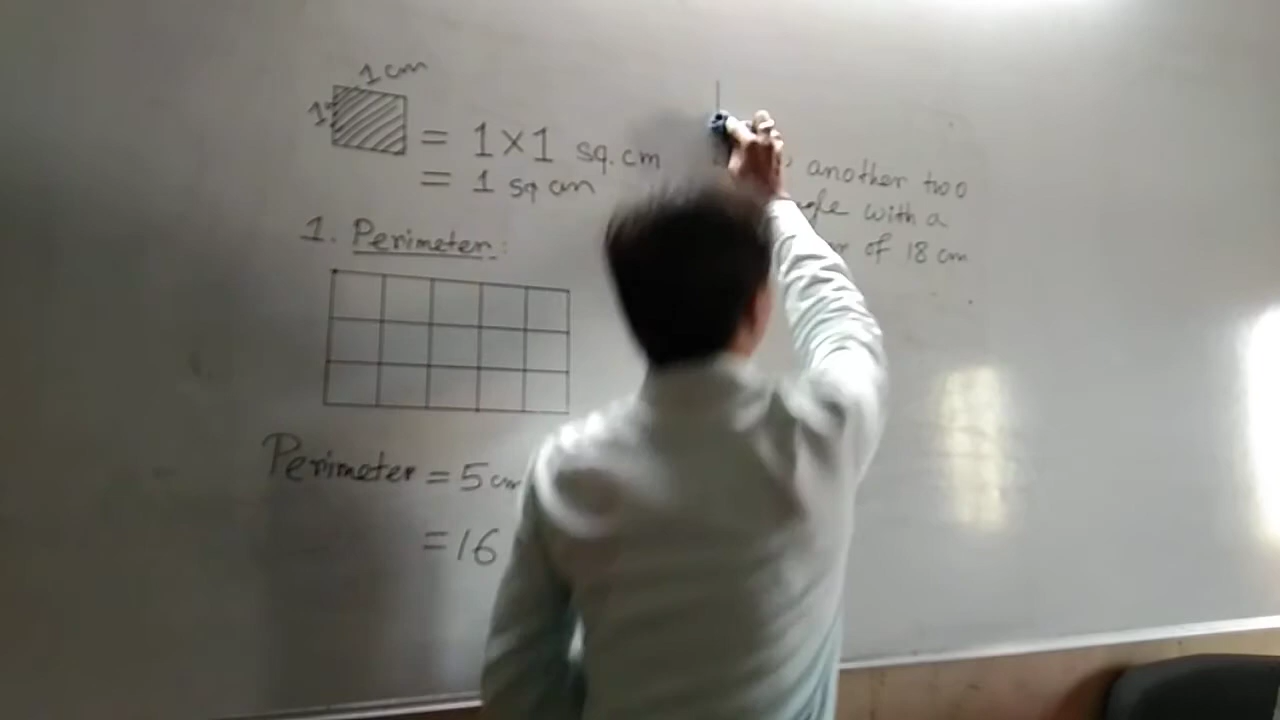 1 cm
1
= 1×1 sq.cm
= 1 sq cm
1. Perimeter:
Perimeter = 5 cm
= 16
another two
with a
of 18 cm